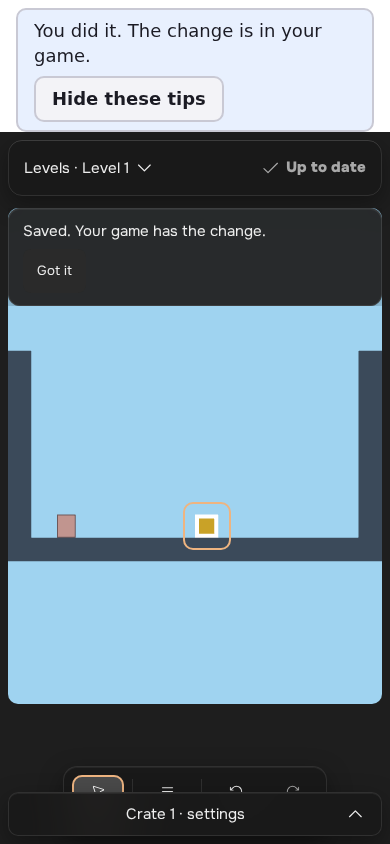 You did it. The change is in your
game.
Hide these tips
Levels · Level 1
Up to date
Saved. Your game has the change.
Got it
Crate 1 · settings